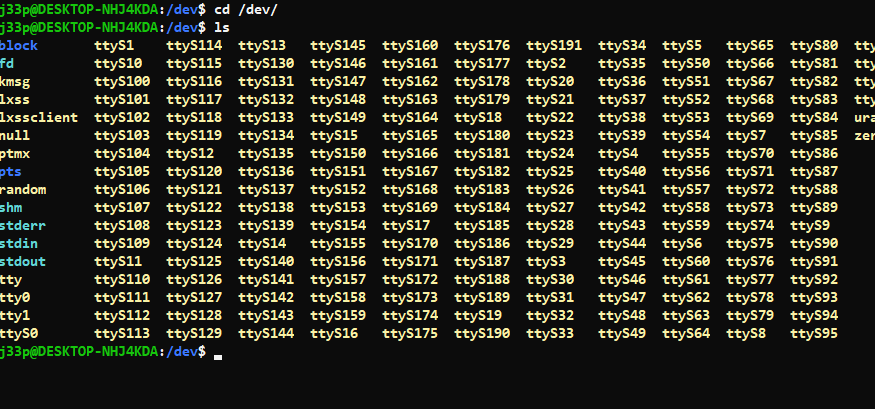 j33p@DESKTOP-NHJ4KDA:/dev$ cd /dev/
j33p@DESKTOP-NHJ4KDA:/dev$ ls
block ttyS1 ttyS114 ttyS13 ttyS145 ttyS160 ttyS176 ttyS191 ttyS34 ttyS5 ttyS65 ttyS80 tty
fd ttyS10 ttyS115 ttyS130 ttyS146 ttyS161 ttyS177 ttyS2 ttyS35 ttyS50 ttyS66 ttyS81 tty
kmsg ttyS100 ttyS116 ttyS131 ttyS147 ttyS162 ttyS178 ttyS20 ttyS36 ttyS51 ttyS67 ttyS82 tty
lxss ttyS101 ttyS117 ttyS132 ttyS148 ttyS163 ttyS179 ttyS21 ttyS37 ttyS52 ttyS68 ttyS83 tty
lxssclient ttyS102 ttyS118 ttyS133 ttyS149 ttyS164 ttyS18 ttyS22 ttyS38 ttyS53 ttyS69 ttyS84 ura
null ttyS103 ttyS119 ttyS134 ttyS15 ttyS165 ttyS180 ttyS23 ttyS39 ttyS54 ttyS7 ttyS85 zer
ptmx ttyS104 ttyS12 ttyS135 ttyS150 ttyS166 ttyS181 ttyS24 ttyS4 ttyS55 ttyS70 ttyS86
pts ttyS105 ttyS120 ttyS136 ttyS151 ttyS167 ttyS182 ttyS25 ttyS40 ttyS56 ttyS71 ttyS87
random ttyS106 ttyS121 ttyS137 ttyS152 ttyS168 ttyS183 ttyS26 ttyS41 ttyS57 ttyS72 ttyS88
shm ttyS107 ttyS122 ttyS138 ttyS153 ttyS169 ttyS184 ttyS27 ttyS42 ttyS58 ttyS73 ttyS89
stderr ttyS108 ttyS123 ttyS139 ttyS154 ttyS17 ttyS185 ttyS28 ttyS43 ttyS59 ttyS74 ttyS9
stdin ttyS109 ttyS124 ttyS14 ttyS155 ttyS170 ttyS186 ttyS29 ttyS44 ttyS6 ttyS75 ttyS90
stdout ttyS11 ttyS125 ttyS140 ttyS156 ttyS171 ttyS187 ttyS3 ttyS45 ttyS60 ttyS76 ttyS91
tty ttyS110 ttyS126 ttyS141 ttyS157 ttyS172 ttyS188 ttyS30 ttyS46 ttyS61 ttyS77 ttyS92
tty0 ttyS111 ttyS127 ttyS142 ttyS158 ttyS173 ttyS189 ttyS31 ttyS47 ttyS62 ttyS78 ttyS93
tty1 ttyS112 ttyS128 ttyS143 ttyS159 ttyS174 ttyS19 ttyS32 ttyS48 ttyS63 ttyS79 ttyS94
ttyS0 ttyS113 ttyS129 ttyS144 ttyS16 ttyS175 ttyS190 ttyS33 ttyS49 ttyS64 ttyS8 ttyS95
j33p@DESKTOP-NHJ4KDA:/dev$